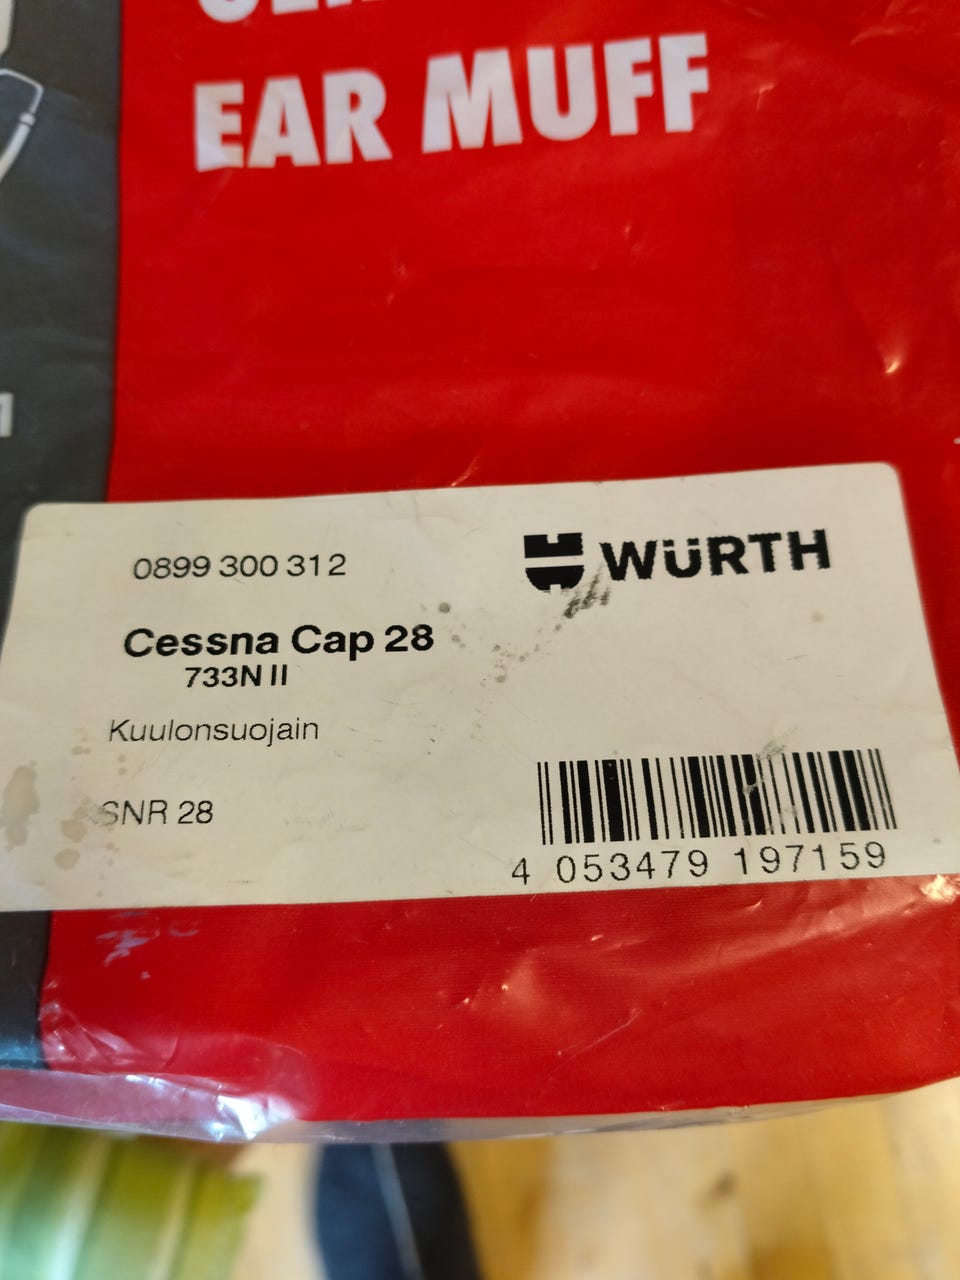 EAR MUFF
0899 300 312
WÜRTH
Cessna Cap 28
733N II
Kuulonsuojain
SNR 28
4 053479 197159